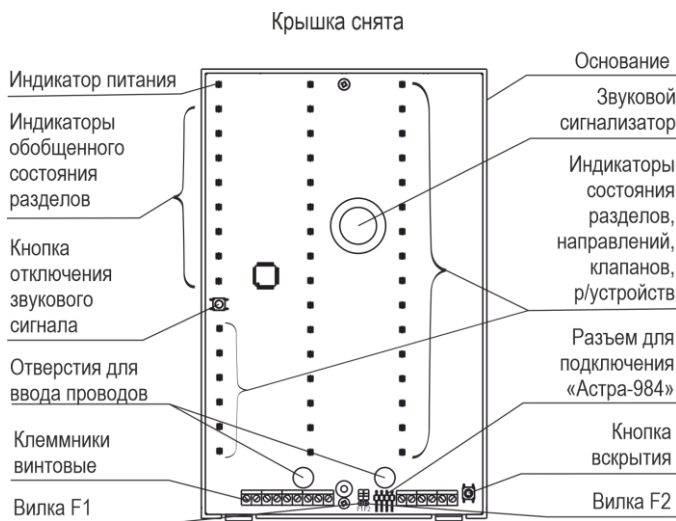 Крышка снята
Индикатор питания
Индикаторы
обобщенного
состояния
разделов
Кнопка
отключения
звукового
сигнала
Отверстия для
ввода проводов
Клеммники
винтовые
Вилка F1
Основание
Звуковой
сигнализатор
Индикаторы
состояния
разделов,
направлений,
клапанов,
р/устройств
Разъем для
подключения
«Астра-984»
Кнопка
вскрытия
Вилка F2